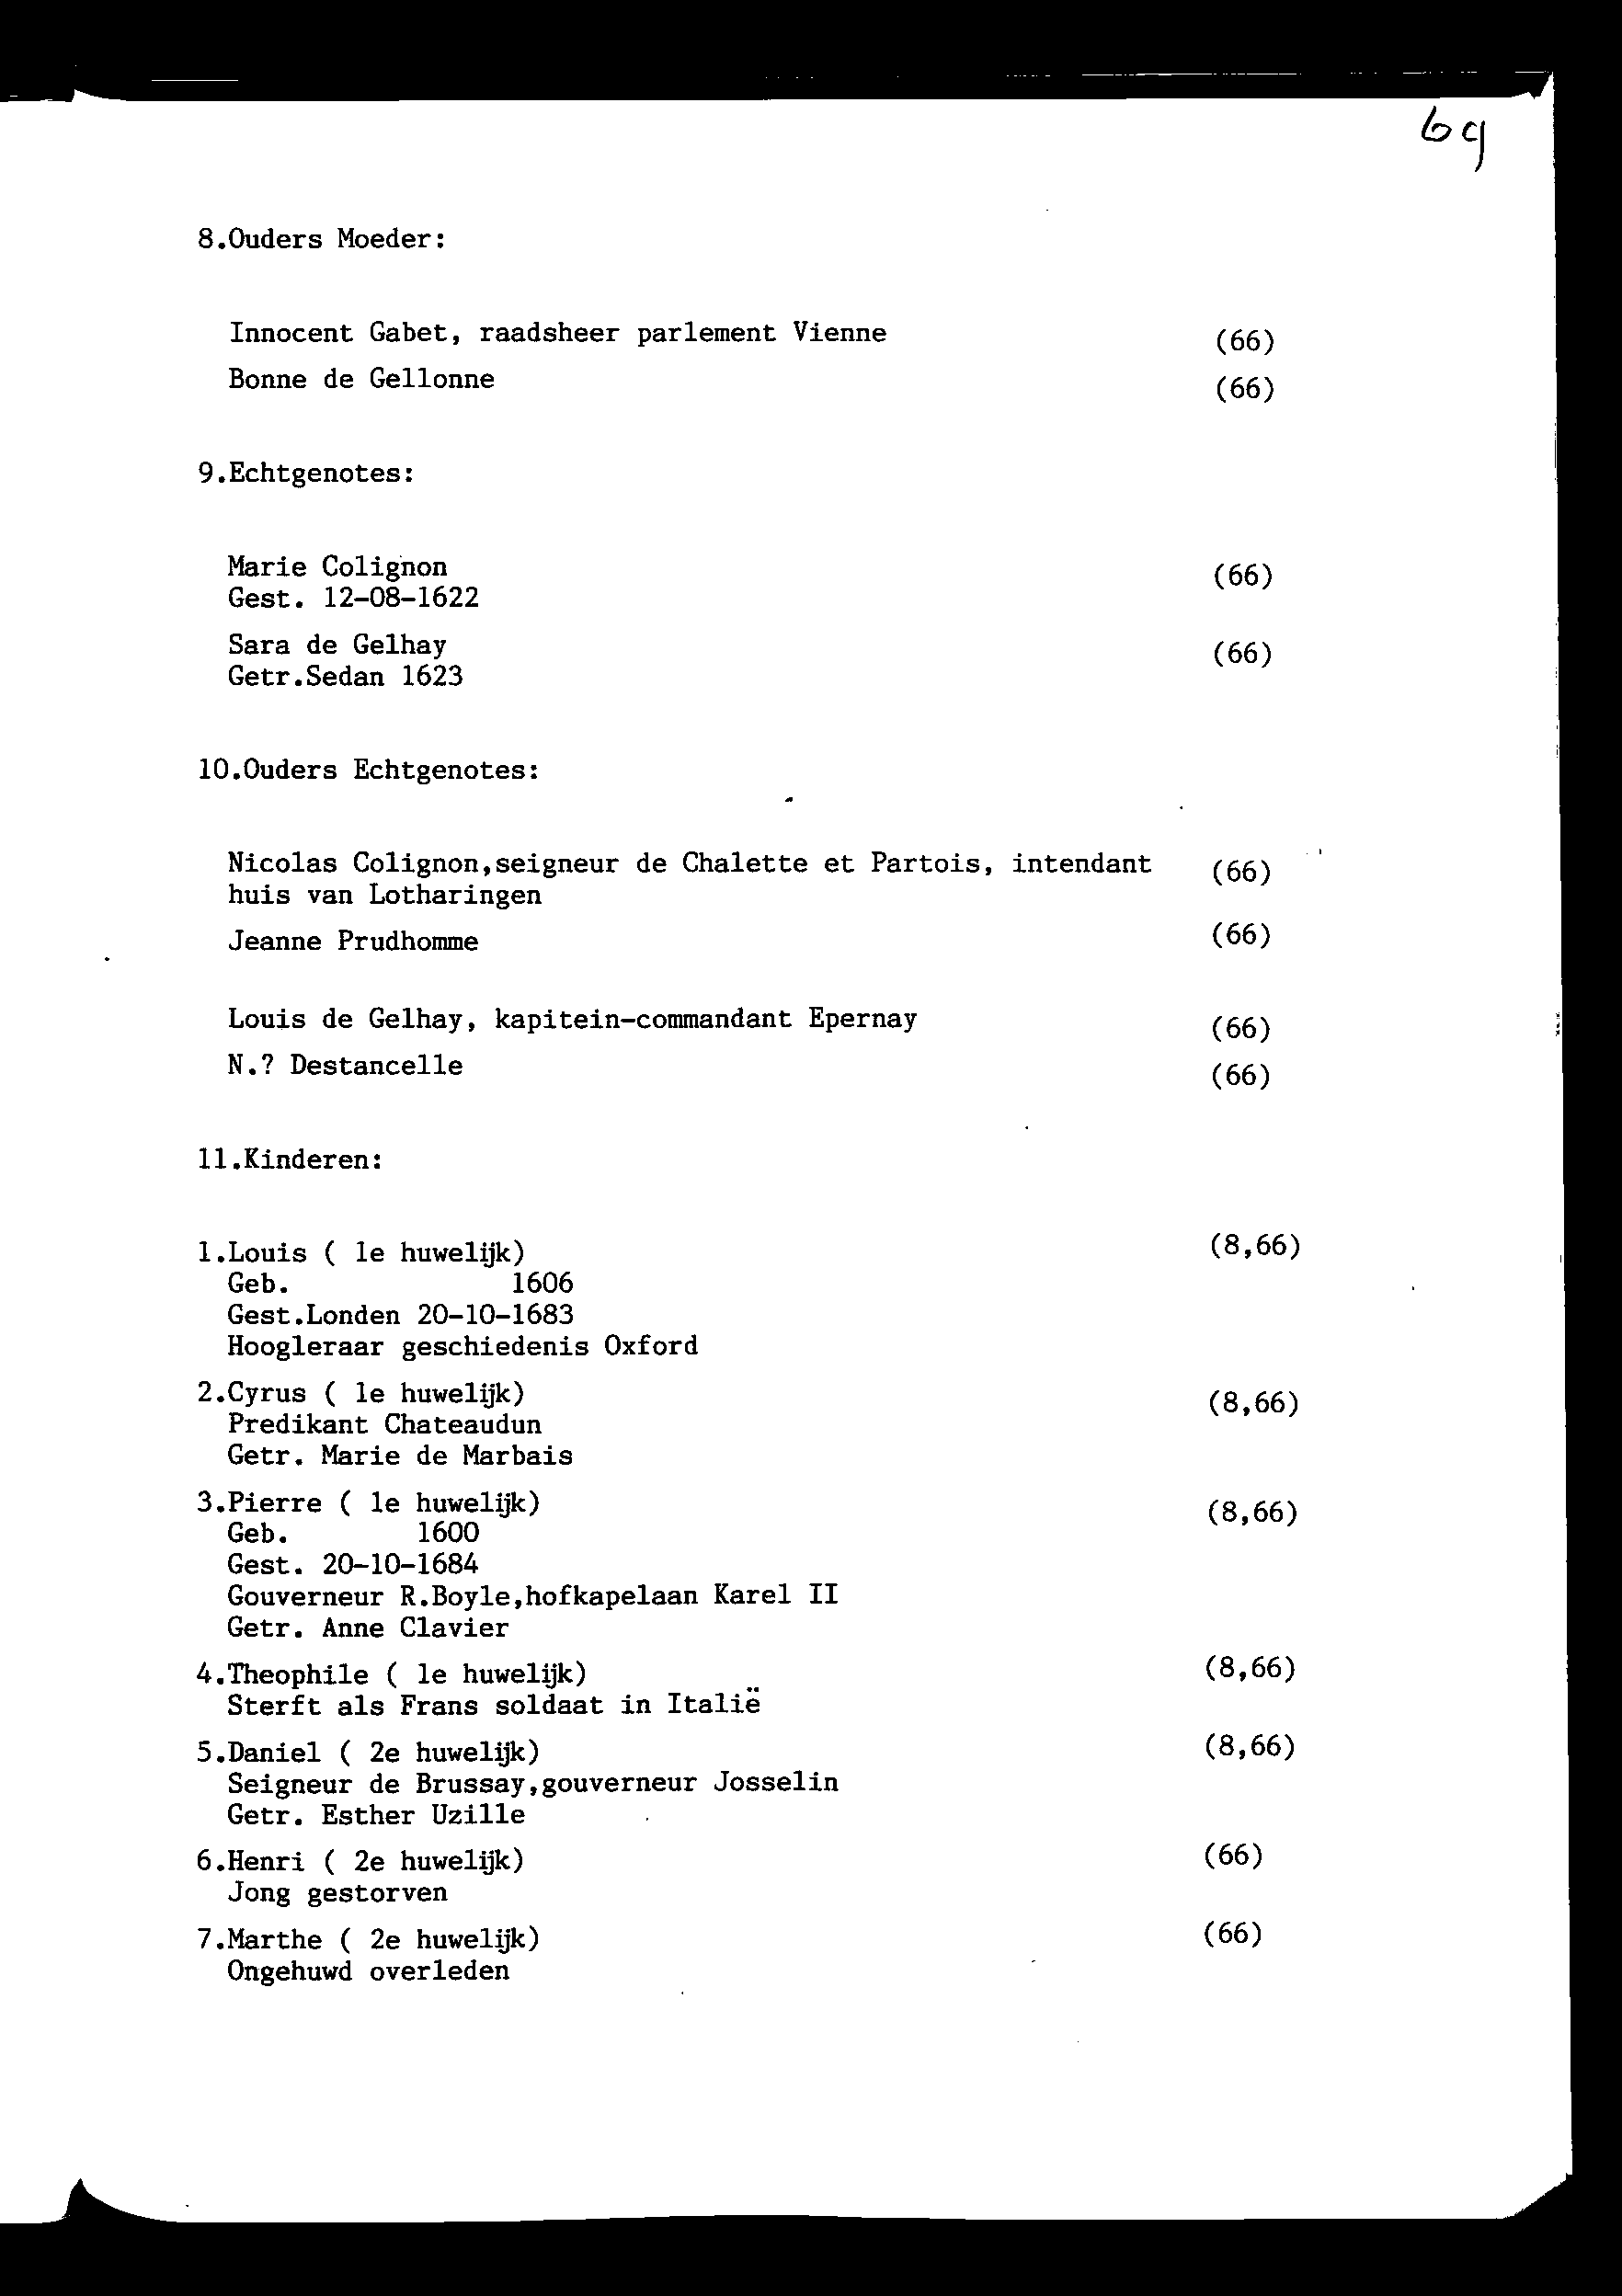 69
8.Ouders Moeder:
Innocent Gabet, raadsheer parlement Vienne (66)
Bonne de Gellonne (66)
9.Echtgenotes:
Marie Colignon (66)
Gest. 12-08-1622
Sara de Gelhay (66)
Getr.Sedan 1623
10.Ouders Echtgenotes:
Nicolas Colignon,seigneur de Chalette et Partois, intendant (66)
huis van Lotharingen
Jeanne Prudhomme (66)
Louis de Gelhay, kapitein-commandant Epernay (66)
N.? Destancelle (66)
11.Kinderen:
1.Louis ( 1e huwelijk) (8,66)
Geb. 1606
Gest.Londen 20-10-1683
Hoogleraar geschiedenis Oxford
2.Cyrus ( 1e huwelijk) (8,66)
Predikant Chateaudun
Getr. Marie de Marbais
3.Pierre ( 1e huwelijk) (8,66)
Geb. 1600
Gest. 20-10-1684
Gouverneur R.Boyle,hofkapelaan Karel II
Getr. Anne Clavier
4.Theophile ( 1e huwelijk) (8,66)
Sterft als Frans soldaat in Italië
5.Daniel ( 2e huwelijk) (8,66)
Seigneur de Brussay,gouverneur Josselin
Getr. Esther Uzille
6.Henri ( 2e huwelijk) (66)
Jong gestorven
7.Marthe ( 2e huwelijk) (66)
Ongehuwd overleden